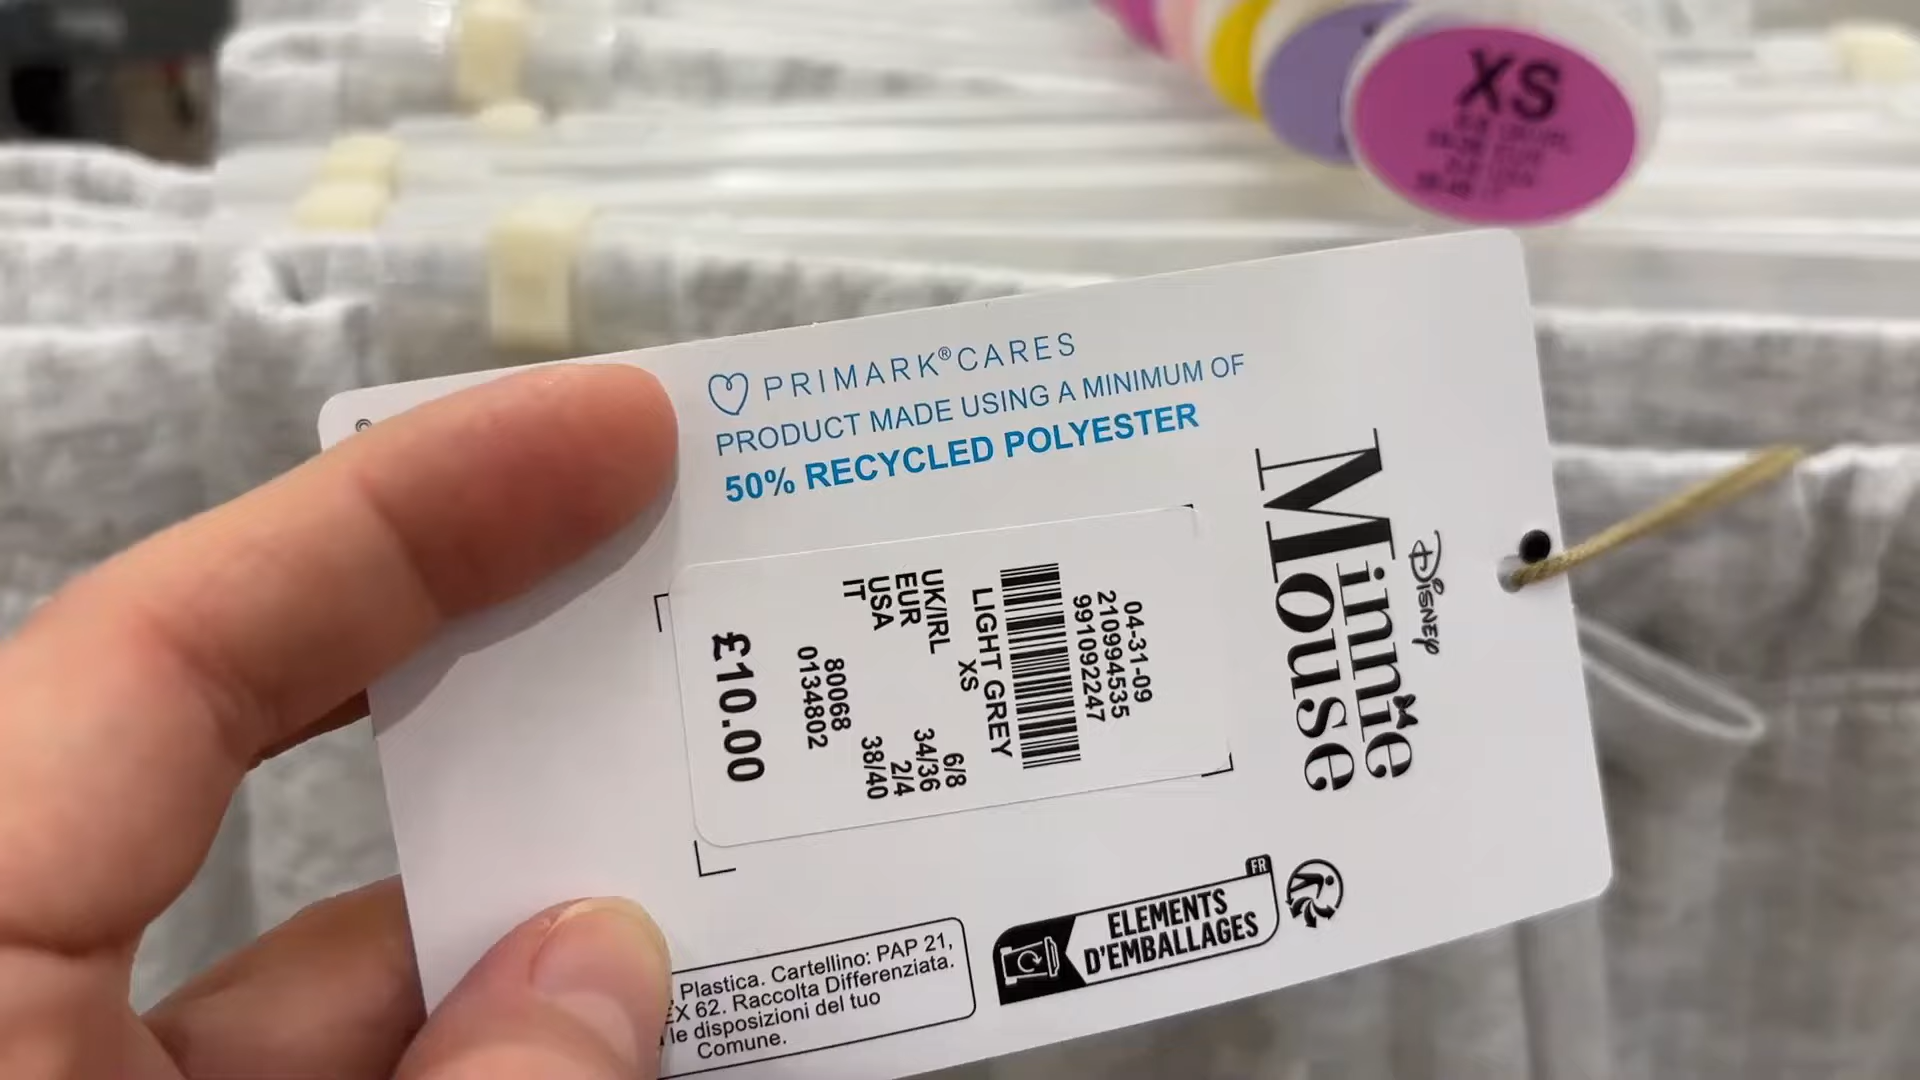 XS
PRIMARK®CARES
PRODUCT MADE USING A MINIMUM OF
50% RECYCLED POLYESTER
Disney
Minnie
Mouse
04-31-09
210994535
991092247
LIGHT GREY
XS
UK/IRL 6/8
EUR 34/36
USA 2/4
IT 38/40
80068
0134802
£10.00
FR
ELEMENTS
D'EMBALLAGES
Plastica. Cartellino: PAP 21,
EX 62. Raccolta Differenziata.
le disposizioni del tuo
Comune.
©